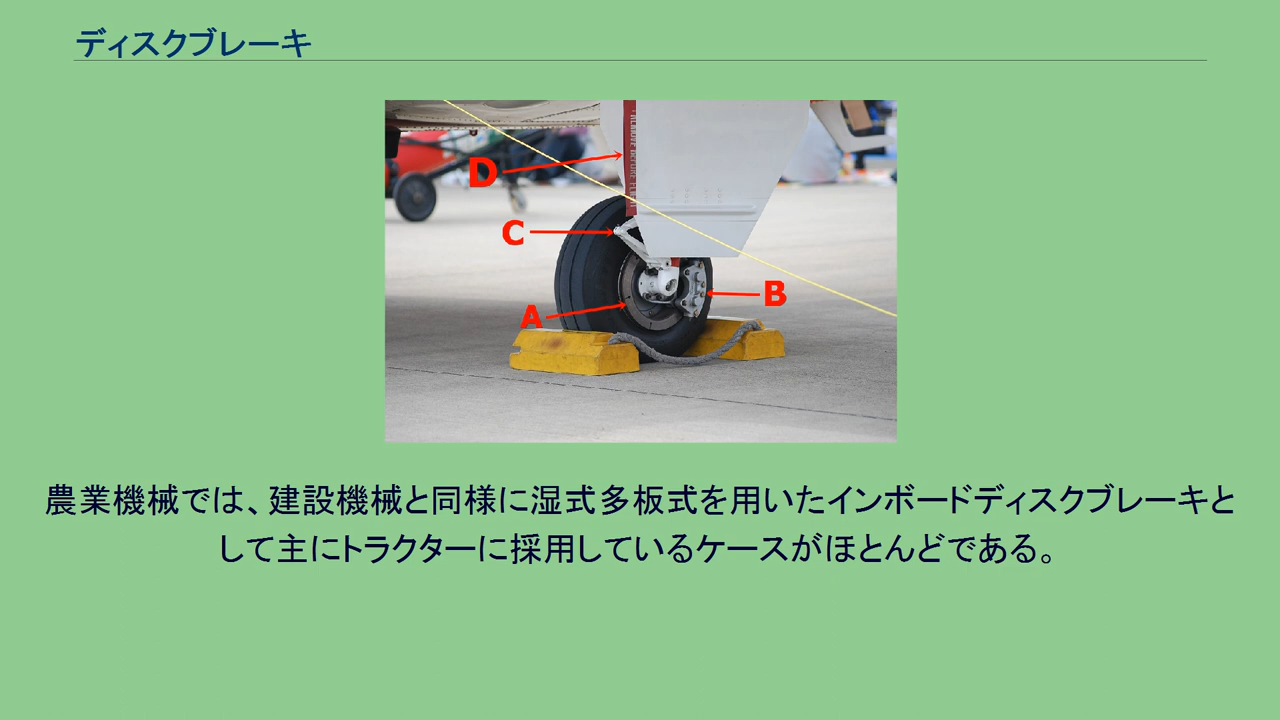 ディスクブレーキ
REMOVE BEFORE FLIGHT
D
C
B
A
農業機械では、建設機械と同様に湿式多板式を用いたインボードディスクブレーキと
して主にトラクターに採用しているケースがほとんどである。